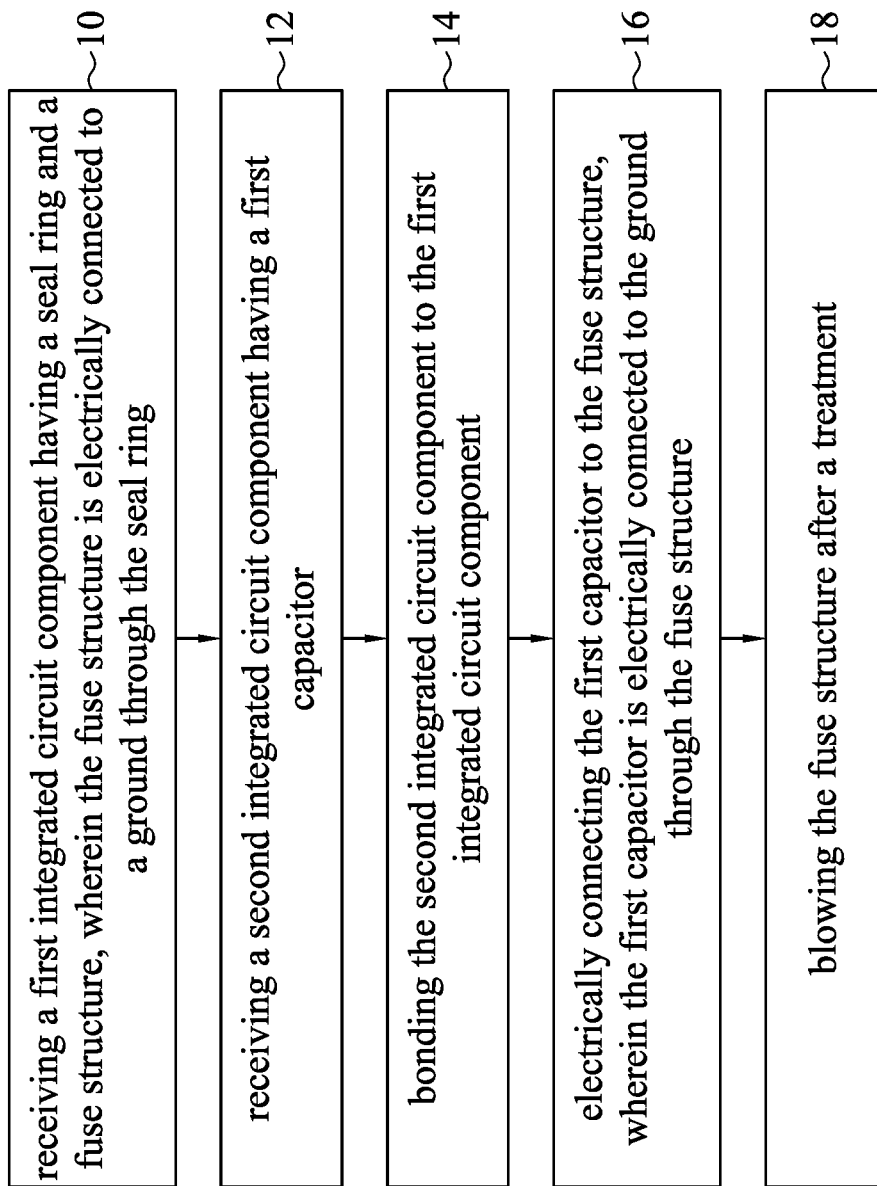 receiving a first integrated circuit component having a seal ring and a
fuse structure, wherein the fuse structure is electrically connected to
a ground through the seal ring
10
receiving a second integrated circuit component having a first
capacitor
12
bonding the second integrated circuit component to the first
integrated circuit component
14
electrically connecting the first capacitor to the fuse structure,
wherein the first capacitor is electrically connected to the ground
through the fuse structure
16
blowing the fuse structure after a treatment
18